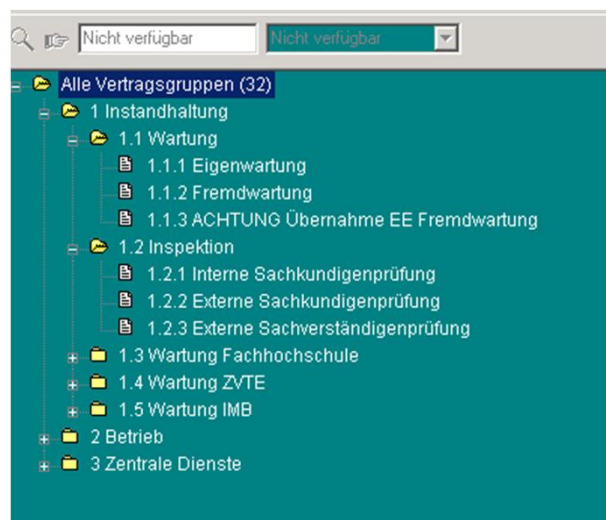 Nicht verfügbar Nicht verfügbar
Alle Vertragsgruppen (32)
1 Instandhaltung
1.1 Wartung
1.1.1 Eigenwartung
1.1.2 Fremdwartung
1.1.3 ACHTUNG Übernahme EE Fremdwartung
1.2 Inspektion
1.2.1 Interne Sachkundigenprüfung
1.2.2 Externe Sachkundigenprüfung
1.2.3 Externe Sachverständigenprüfung
1.3 Wartung Fachhochschule
1.4 Wartung ZVTE
1.5 Wartung IMB
2 Betrieb
3 Zentrale Dienste